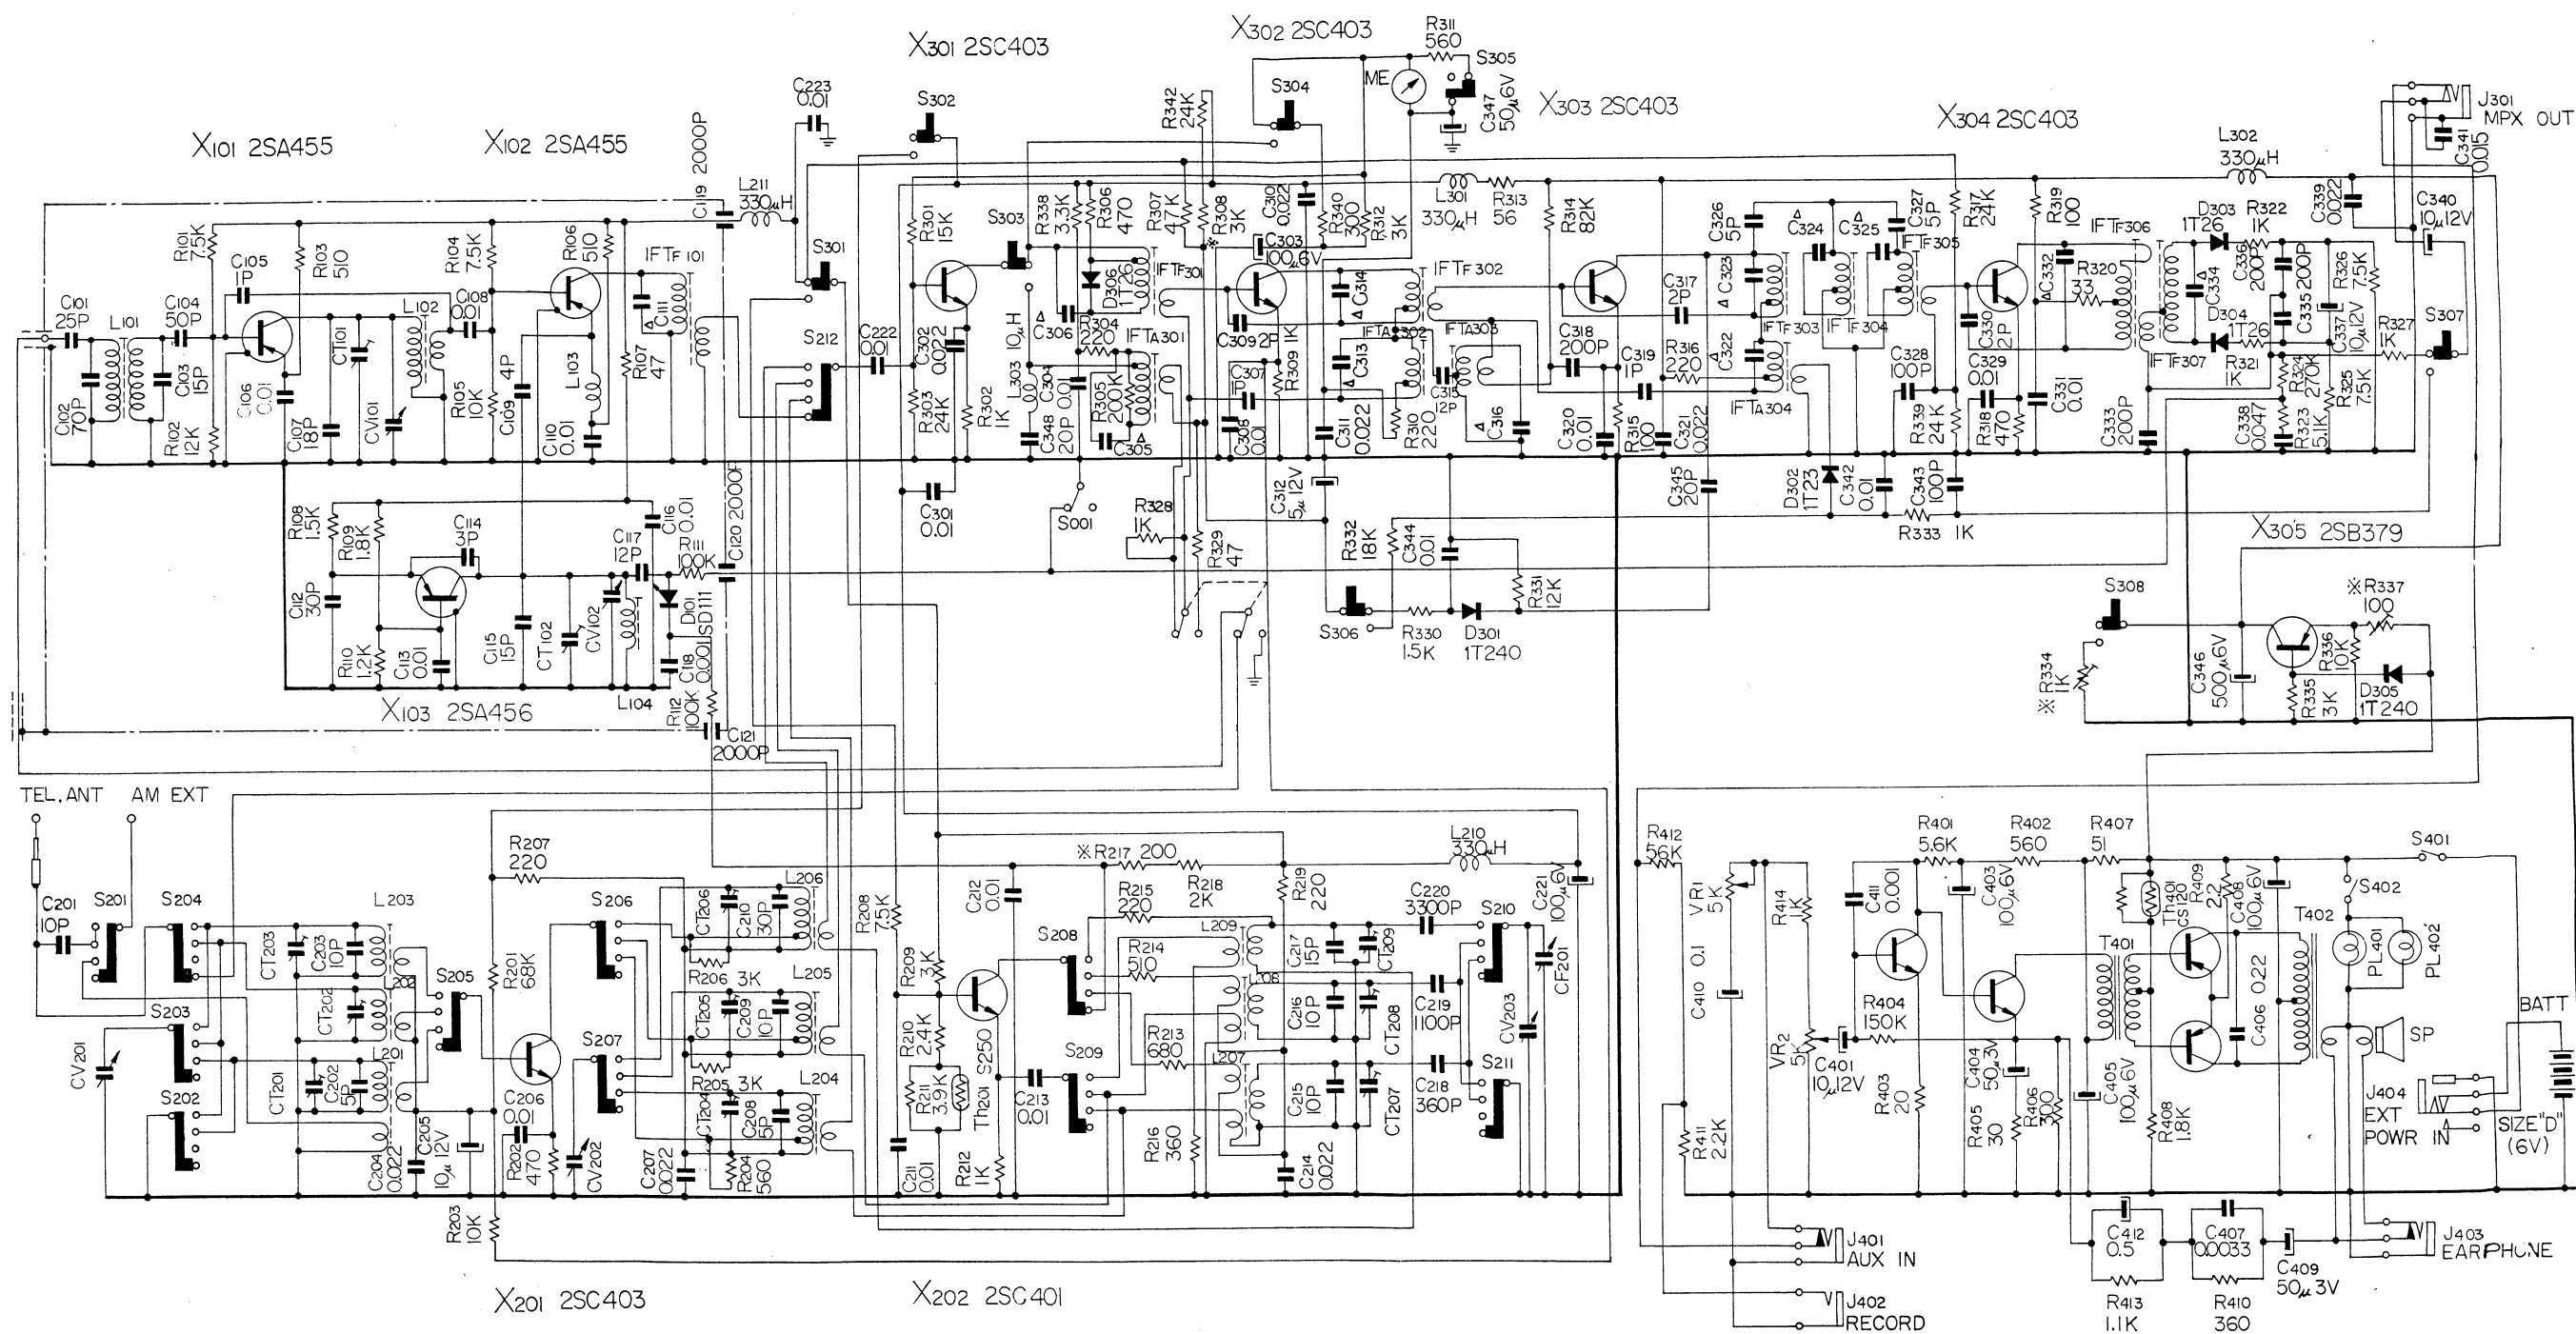 X301 2SC403
X302 2SC403
R311
560
S305
ME
C347
50μ6V
X303 2SC403
X304 2SC403
J301
MPX OUT
C341
0.015
L302
330μH
X101 2SA455
X102 2SA455
C119 2000P
C223
0.01
L211
330μH
S302
S304
R342
24K
R101
7.5K
C105
1P
R103
510
R104
7.5K
R106
510
IFTF101
S301
R301
15K
S303
R338
3.3K
R306
470
R307
47K
R308
3K
※
C310
0.022
R340
300
R312
3K
L301
330μH
R313
56
R314
82K
C326
5P
C324
C325
C327
5P
R317
24K
R319
100
IFTF306
D303
1T26
R322
1K
C339
0.022
C340
10μ12V
C101
25P
L101
C104
50P
CT101
L102
C108
0.01
C111
D306
1T26
IFTF301
C303
100μ6V
C314
IFTF302
C317
2P
C323
IFTF305
C332
R320
33
C334
C336
200P
C335
200P
R326
7.5K
C102
70P
C103
15P
R102
12K
C106
0.01
C107
18P
CV101
R105
10K
C109
4P
L103
C110
0.01
R107
47
S212
C222
0.01
C302
0.022
R303
24K
R302
1K
10μH
L303
C306
R304
220
IFTA301
C304
0.01
R305
200K
C348
20P
C305
C309 2P
C307
1P
R309 1K
C308
0.01
IFTA302
IFTA303
C313
C315
12P
C311
0.022
R310
220
C316
C318
200P
C319
1P
R316
220
C322
IFTF303
IFTF304
IFTA304
C320
0.01
R315
100
C321
0.022
C328
100P
R339
24K
C330
2P
C329
0.01
R318
470
C331
0.01
C333
200P
IFTF307
D304
1T26
R321
1K
C337
10μ12V
R327
1K
S307
R324
270K
R325
7.5K
C338
0.047
R323
5.1K
R108
1.5K
R109
1.8K
C114
3P
C116
0.01
C117
12P
R111
100K
C120 2000P
C301
0.01
S001
R328
1K
R329
47
C312
5μ12V
R332
18K
C344
0.01
C345
20P
D302
1T23
C342
0.01
C343
100P
R333 1K
X305 2SB379
C112
30P
R110
1.2K
C113
0.01
C115
15P
CT102
CV102
D101
SD111
C118
0.001
L104
R112
100K
C121
2000P
X103 2SA456
S306
R330
1.5K
D301
1T240
R331
12K
S308
※R337
100
※R334
1K
C346
500μ6V
R336
10K
R335
3K
D305
1T240
TEL.ANT
AM EXT
R207
220
※R217 200
L210
330μH
R412
5.6K
R401
5.6K
R402
560
R407
51
S401
C201
10P
S201
S204
L203
CT203
C203
10P
S205
R201
68K
S206
CT206
C210
30P
L206
R208
7.5K
C212
0.01
R215
220
R218
2K
R219
220
C220
3300P
C221
100μ6V
S210
VR1
5K
R414
1K
C411
0.001
C403
100μ6V
Th401
CS120
R409
2.2
C408
100μ6V
S402
T402
PL401
PL402
S203
CT202
L202
CV201
S202
CT201
C202
5P
L201
R206 3K
CT205
C209
10P
L205
R209
3K
S208
R214
510
L209
C217
15P
CT209
L208
C216
10P
CT208
C219
1100P
CF201
C410 0.1
R404
150K
T401
C406 0.22
BATT
SP
S207
C206
0.01
R202
470
CV202
R205 3K
CT204
C208
5P
L204
R210
2.4K
R211
3.9K
Th201
S250
C213
0.01
S209
R213
680
L207
C215
10P
CT207
C218
360P
CV203
S211
VR2
5K
C401
10μ12V
R403
20
C404
50μ3V
R405
30
R406
300
C405
100μ6V
R408
1.8K
J404
EXT
POWR IN
SIZE"D"
(6V)
C204
0.022
C205
10μ12V
R203
10K
C207
0.022
R204
560
C211
0.01
R212
1K
R216
360
C214
0.022
R411
2.2K
J401
AUX IN
C412
0.5
C407
0.0033
C409
50μ3V
J403
EARPHONE
X201 2SC403
X202 2SC401
J402
RECORD
R413
1.1K
R410
360